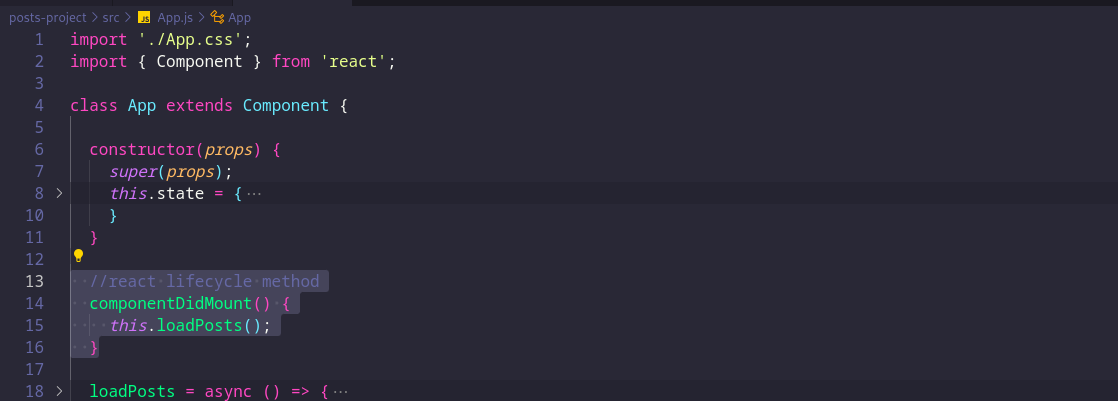 posts-project > src > JS App.js > App
1 import './App.css';
2 import { Component } from 'react';
3
4 class App extends Component {
5
6 constructor(props) {
7 super(props);
8 > this.state = {···
10 }
11 }
12
13 //react lifecycle method
14 componentDidMount() {
15 this.loadPosts();
16 }
17
18 > loadPosts = async () => {···